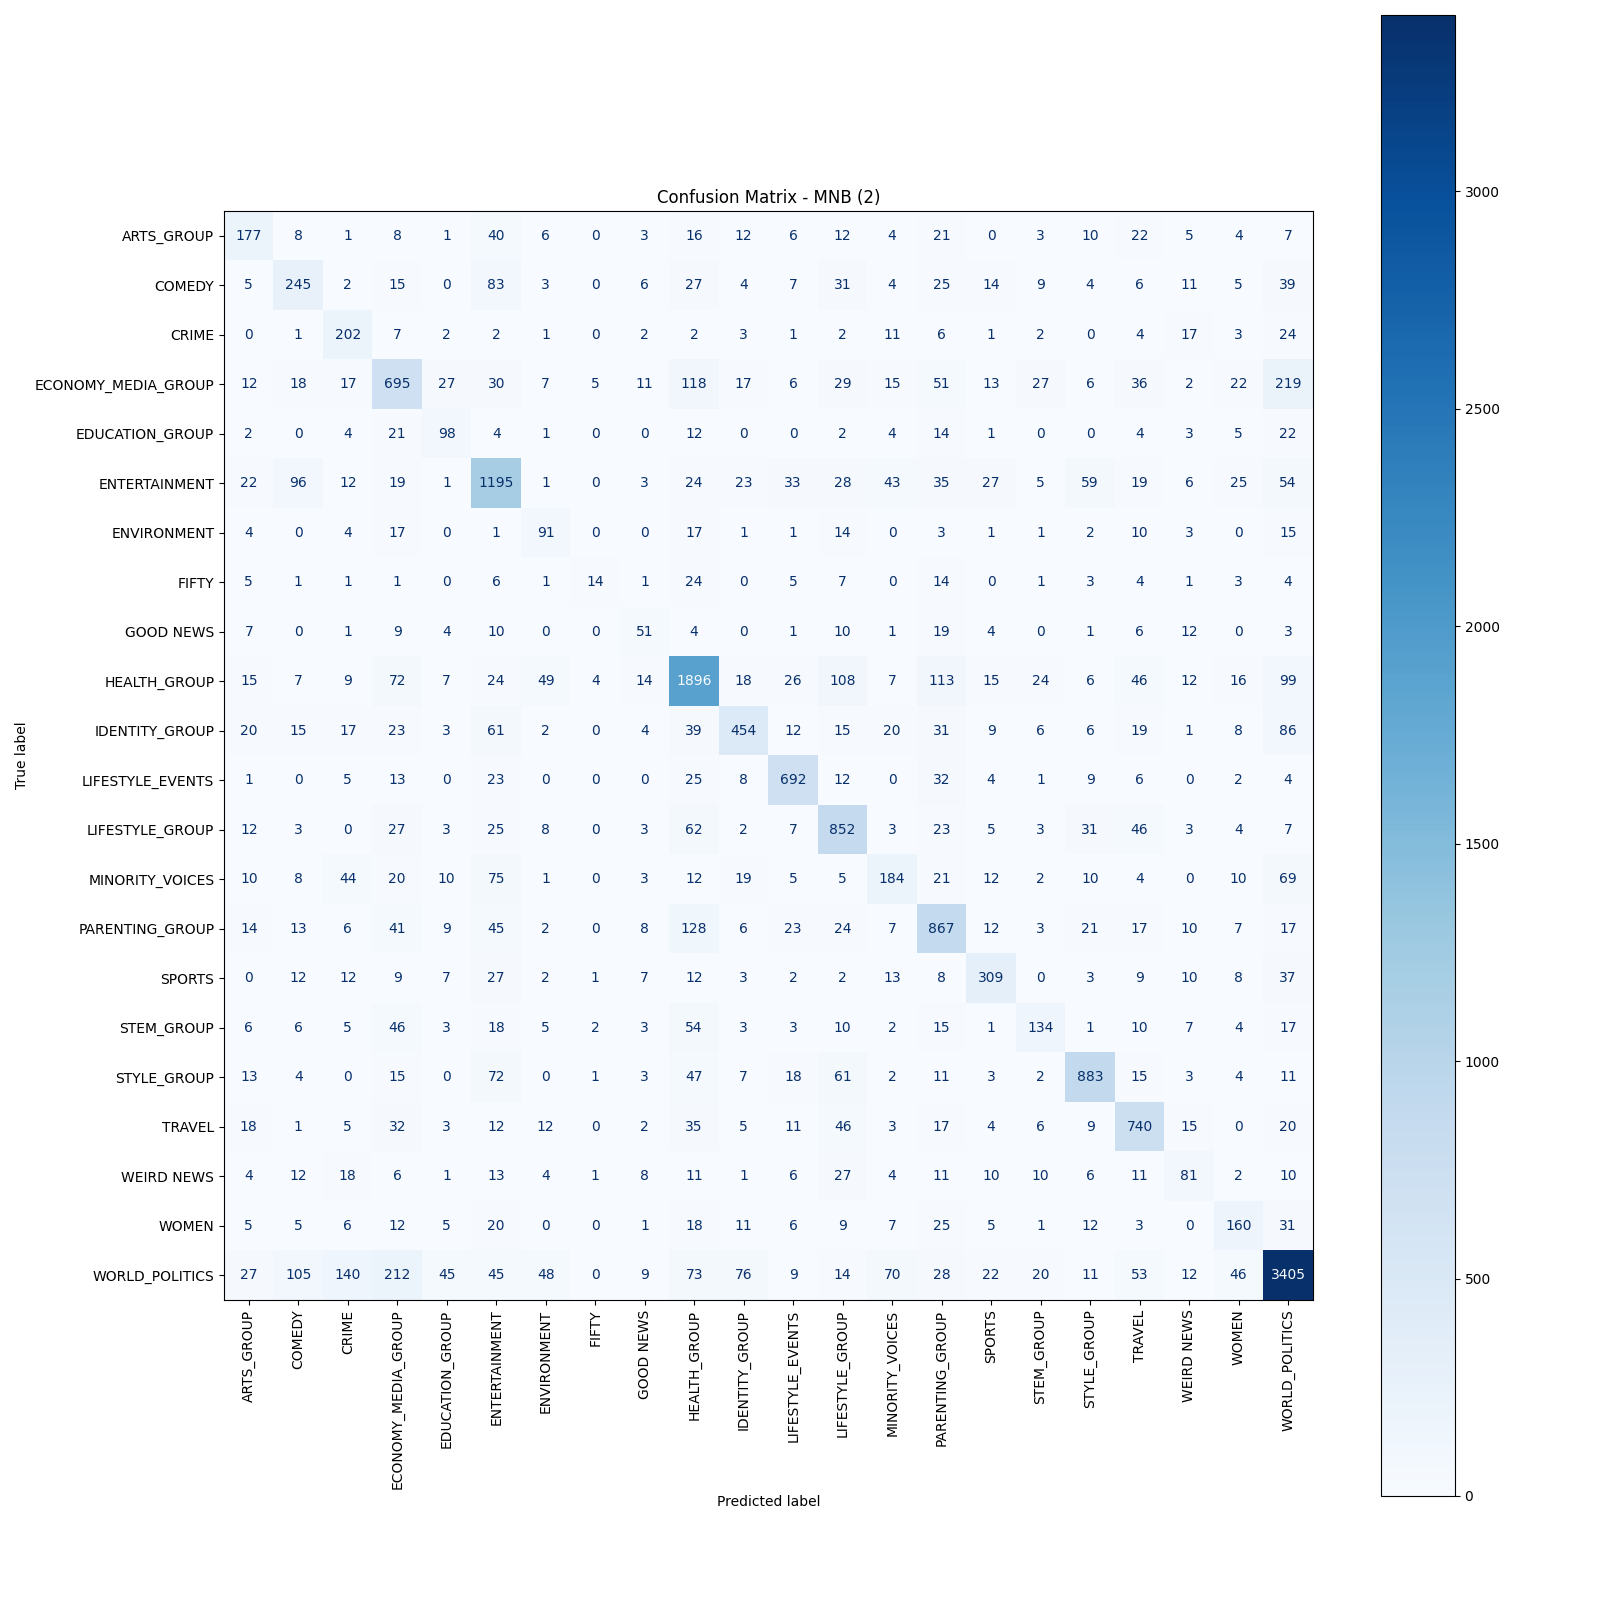 Confusion Matrix - MNB (2)
True label
ARTS_GROUP 177 8 1 8 1 40 6 0 3 16 12 6 12 4 21 0 3 10 22 5 4 7
COMEDY 5 245 2 15 0 83 3 0 6 27 4 7 31 4 25 14 9 4 6 11 5 39
CRIME 0 1 202 7 2 2 1 0 2 2 3 1 2 11 6 1 2 0 4 17 3 24
ECONOMY_MEDIA_GROUP 12 18 17 695 27 30 7 5 11 118 17 6 29 15 51 13 27 6 36 2 22 219
EDUCATION_GROUP 2 0 4 21 98 4 1 0 0 12 0 0 2 4 14 1 0 0 4 3 5 22
ENTERTAINMENT 22 96 12 19 1 1195 1 0 3 24 23 33 28 43 35 27 5 59 19 6 25 54
ENVIRONMENT 4 0 4 17 0 1 91 0 0 17 1 1 14 0 3 1 1 2 10 3 0 15
FIFTY 5 1 1 1 0 6 1 14 1 24 0 5 7 0 14 0 1 3 4 1 3 4
GOOD NEWS 7 0 1 9 4 10 0 0 51 4 0 1 10 1 19 4 0 1 6 12 0 3
HEALTH_GROUP 15 7 9 72 7 24 49 4 14 1896 18 26 108 7 113 15 24 6 46 12 16 99
IDENTITY_GROUP 20 15 17 23 3 61 2 0 4 39 454 12 15 20 31 9 6 6 19 1 8 86
LIFESTYLE_EVENTS 1 0 5 13 0 23 0 0 0 25 8 692 12 0 32 4 1 9 6 0 2 4
LIFESTYLE_GROUP 12 3 0 27 3 25 8 0 3 62 2 7 852 3 23 5 3 31 46 3 4 7
MINORITY_VOICES 10 8 44 20 10 75 1 0 3 12 19 5 5 184 21 12 2 10 4 0 10 69
PARENTING_GROUP 14 13 6 41 9 45 2 0 8 128 6 23 24 7 867 12 3 21 17 10 7 17
SPORTS 0 12 12 9 7 27 2 1 7 12 3 2 2 13 8 309 0 3 9 10 8 37
STEM_GROUP 6 6 5 46 3 18 5 2 3 54 3 3 10 2 15 1 134 1 10 7 4 17
STYLE_GROUP 13 4 0 15 0 72 0 1 3 47 7 18 61 2 11 3 2 883 15 3 4 11
TRAVEL 18 1 5 32 3 12 12 0 2 35 5 11 46 3 17 4 6 9 740 15 0 20
WEIRD NEWS 4 12 18 6 1 13 4 1 8 11 1 6 27 4 11 10 10 6 11 81 2 10
WOMEN 5 5 6 12 5 20 0 0 1 18 11 6 9 7 25 5 1 12 3 0 160 31
WORLD_POLITICS 27 105 140 212 45 45 48 0 9 73 76 9 14 70 28 22 20 11 53 12 46 3405
ARTS_GROUP
COMEDY
CRIME
ECONOMY_MEDIA_GROUP
EDUCATION_GROUP
ENTERTAINMENT
ENVIRONMENT
FIFTY
GOOD NEWS
HEALTH_GROUP
IDENTITY_GROUP
LIFESTYLE_EVENTS
LIFESTYLE_GROUP
MINORITY_VOICES
PARENTING_GROUP
SPORTS
STEM_GROUP
STYLE_GROUP
TRAVEL
WEIRD NEWS
WOMEN
WORLD_POLITICS
Predicted label
3000
2500
2000
1500
1000
500
0